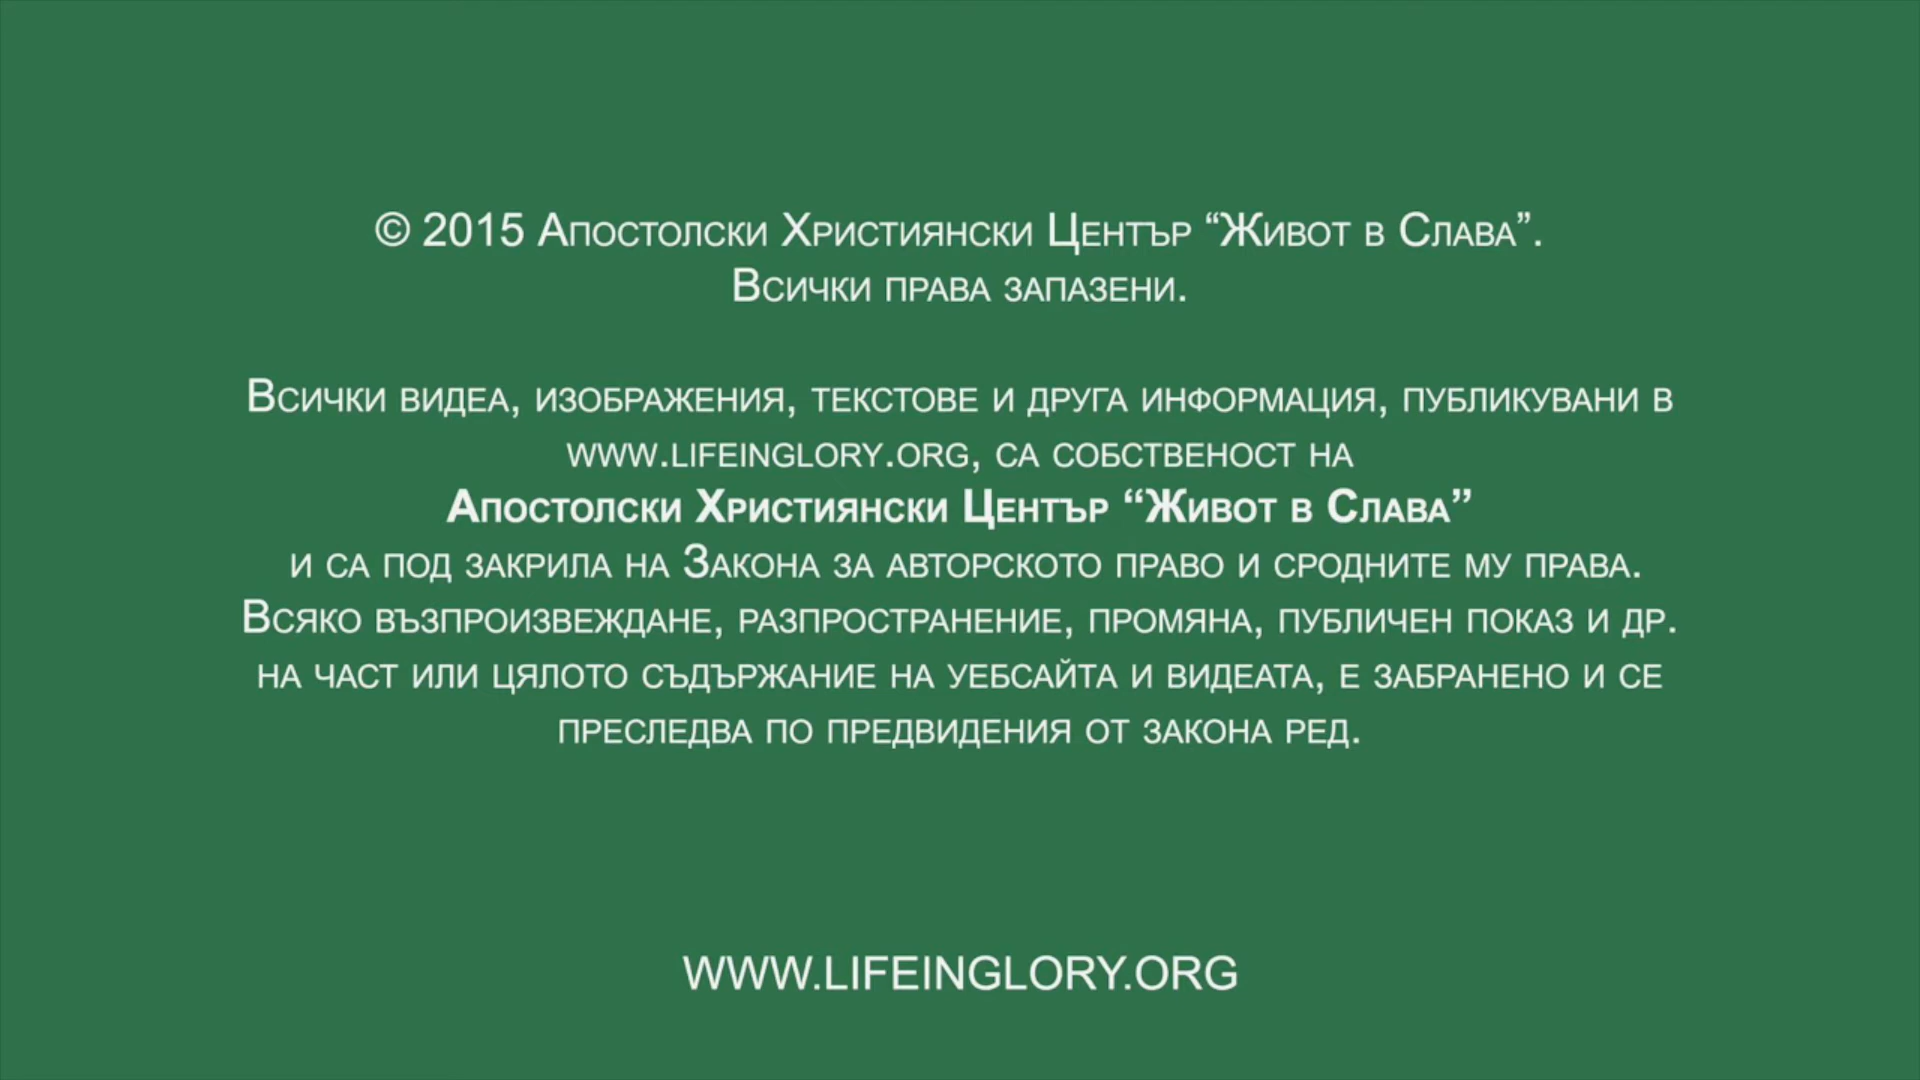 © 2015 Апостолски Християнски Център “Живот в Слава”.
Всички права запазени.
Всички видеа, изображения, текстове и друга информация, публикувани в
www.lifeinglory.org, са собственост на
Апостолски Християнски Център “Живот в Слава”
и са под закрила на Закона за авторското право и сродните му права.
Всяко възпроизвеждане, разпространение, промяна, публичен показ и др.
на част или цялото съдържание на уебсайта и видеата, е забранено и се
преследва по предвидения от закона ред.
WWW.LIFEINGLORY.ORG